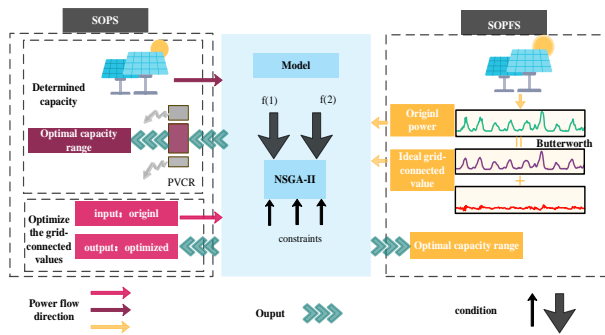 SOPS
SOPFS
Determined
capacity
Optimal capacity
range
PVCR
Optimize
the grid-
connected
values
input: originl
output: optimized
Model
f(1)
f(2)
NSGA-II
constraints
Origini
power
Butterworth
Ideal grid-
connected
value
Optimal capacity range
Power flow
direction
Ouput
condition